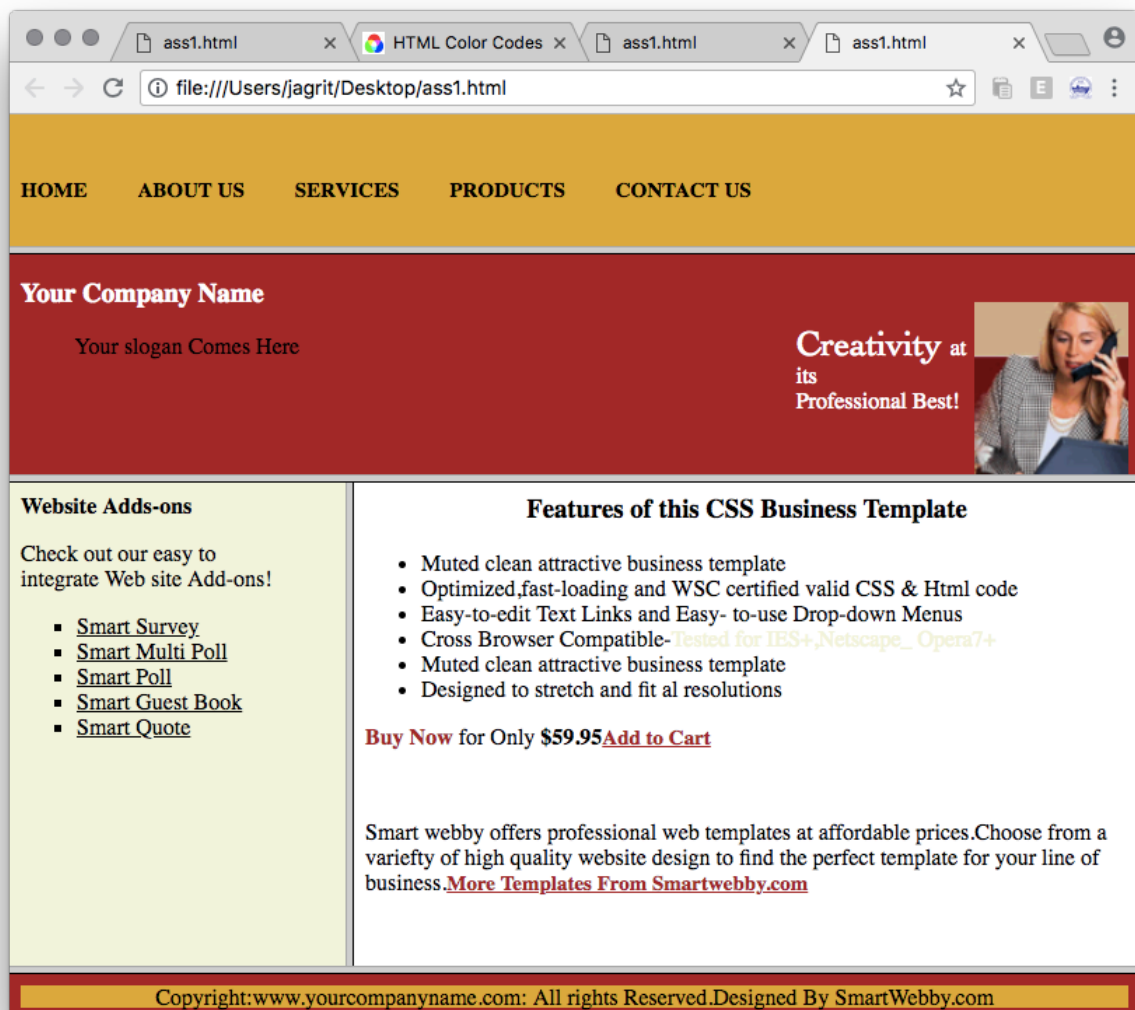 ass1.html
HTML Color Codes
ass1.html
ass1.html
file:///Users/jagrit/Desktop/ass1.html
E
HOME ABOUT US SERVICES PRODUCTS CONTACT US
Your Company Name
Your slogan Comes Here
Creativity at
its
Professional Best!
Website Adds-ons
Check out our easy to
integrate Web site Add-ons!
Smart Survey
Smart Multi Poll
Smart Poll
Smart Guest Book
Smart Quote
Features of this CSS Business Template
Muted clean attractive business template
Optimized,fast-loading and WSC certified valid CSS & Html code
Easy-to-edit Text Links and Easy- to-use Drop-down Menus
Cross Browser Compatible-Tested for IES+,Netscape_ Opera7+
Muted clean attractive business template
Designed to stretch and fit al resolutions
Buy Now for Only $59.95Add to Cart
Smart webby offers professional web templates at affordable prices.Choose from a
variefty of high quality website design to find the perfect template for your line of
business.More Templates From Smartwebby.com
Copyright:www.yourcompanyname.com: All rights Reserved.Designed By SmartWebby.com